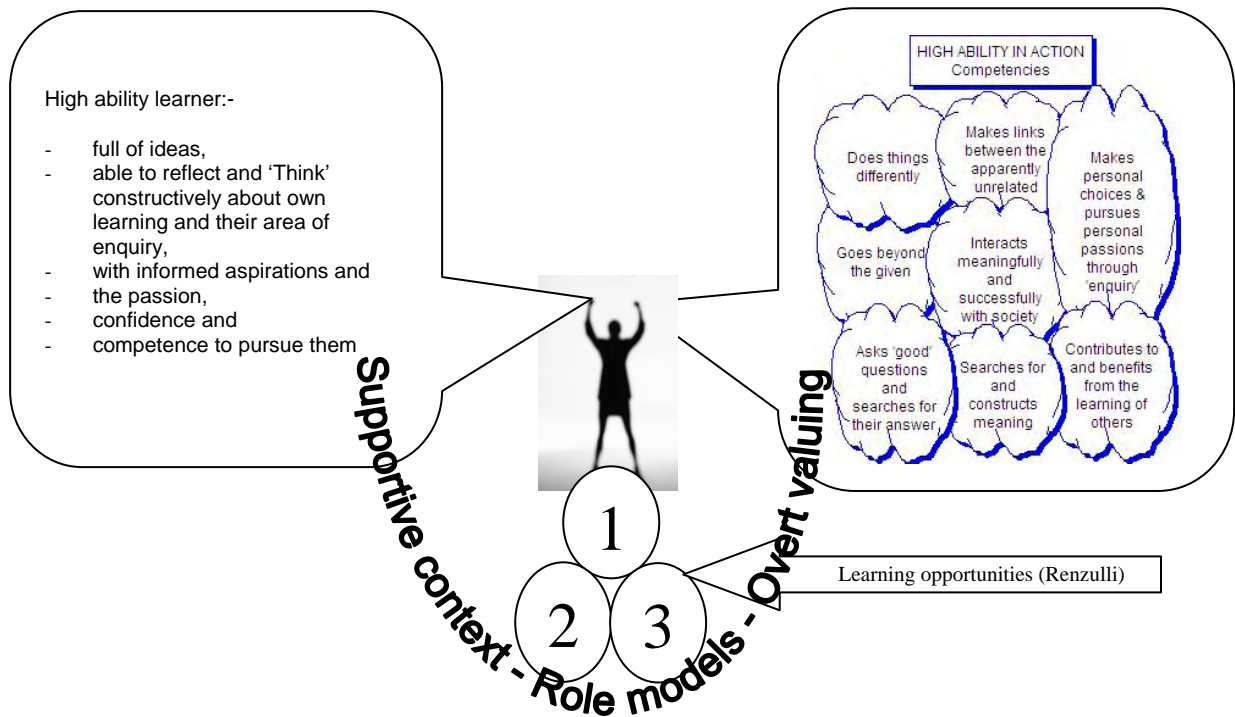 High ability learner:-
- full of ideas,
- able to reflect and ‘Think’
constructively about own
learning and their area of
enquiry,
- with informed aspirations and
- the passion,
- confidence and
- competence to pursue them
HIGH ABILITY IN ACTION
Competencies
Does things
differently
Makes links
between the
apparently
unrelated
Makes
personal
choices &
pursues
personal
passions
through
'enquiry'
Goes beyond
the given
Interacts
meaningfully
and
successfully
with society
Asks 'good'
questions
and
searches for
their answer
Searches for
and
constructs
meaning
Contributes to
and benefits
from the
learning of
others
Supportive context - Role models - Overt valuing
1
2
3
Learning opportunities (Renzulli)